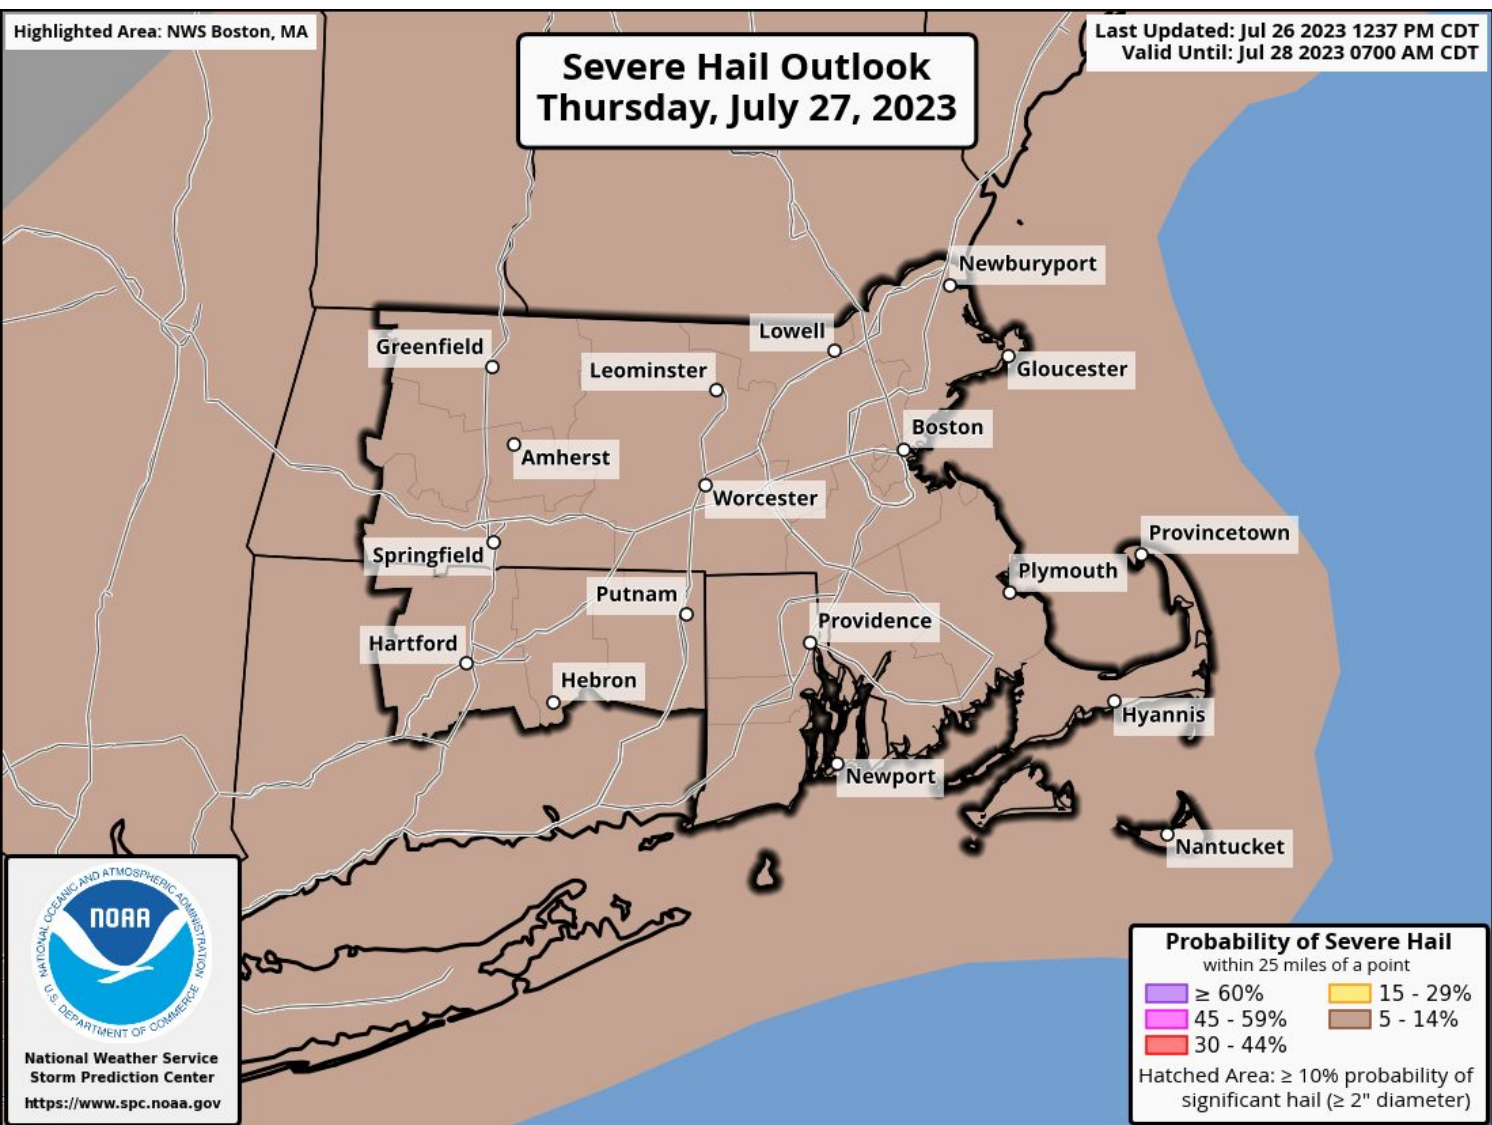 Highlighted Area: NWS Boston, MA
Last Updated: Jul 26 2023 1237 PM CDT
Valid Until: Jul 28 2023 0700 AM CDT
Severe Hail Outlook
Thursday, July 27, 2023
Newburyport
Lowell
Greenfield
Leominster
Gloucester
Boston
Amherst
Worcester
Provincetown
Springfield
Plymouth
Putnam
Providence
Hartford
Hebron
Hyannis
Newport
Nantucket
NATIONAL OCEANIC AND ATMOSPHERIC ADMINISTRATION
NOAA
U.S. DEPARTMENT OF COMMERCE
National Weather Service
Storm Prediction Center
https://www.spc.noaa.gov
Probability of Severe Hail
within 25 miles of a point
≥ 60% 15 - 29%
45 - 59% 5 - 14%
30 - 44%
Hatched Area: ≥ 10% probability of
significant hail (≥ 2" diameter)